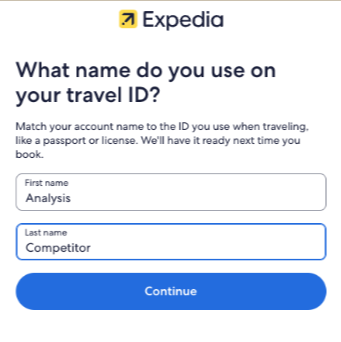 Expedia
What name do you use on
your travel ID?
Match your account name to the ID you use when traveling,
like a passport or license. We'll have it ready next time you
book.
First name
Analysis
Last name
Competitor
Continue